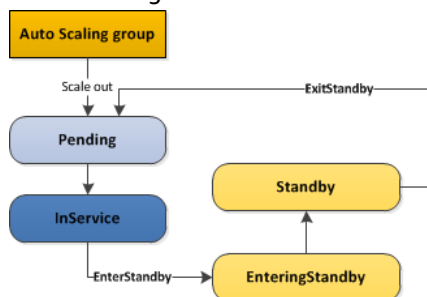 Auto Scaling group
Scale out
ExitStandby
Pending
Standby
InService
EnterStandby
EnteringStandby